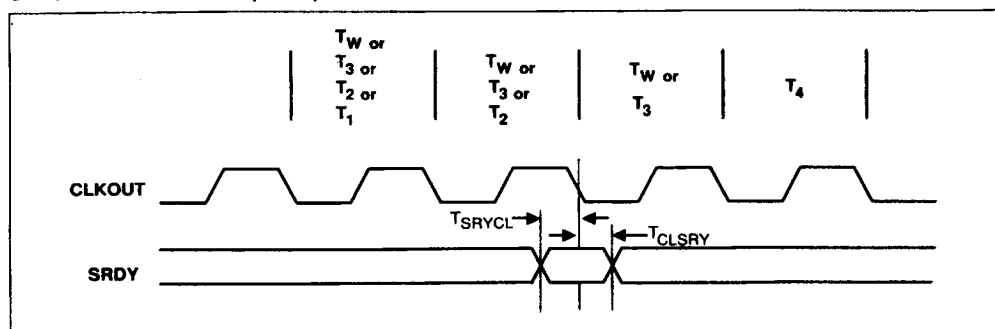 TW or
T3 or
T2 or
T1
TW or
T3 or
T2
TW or
T3
T4
CLKOUT
TSRYCL
TCLSRY
SRDY